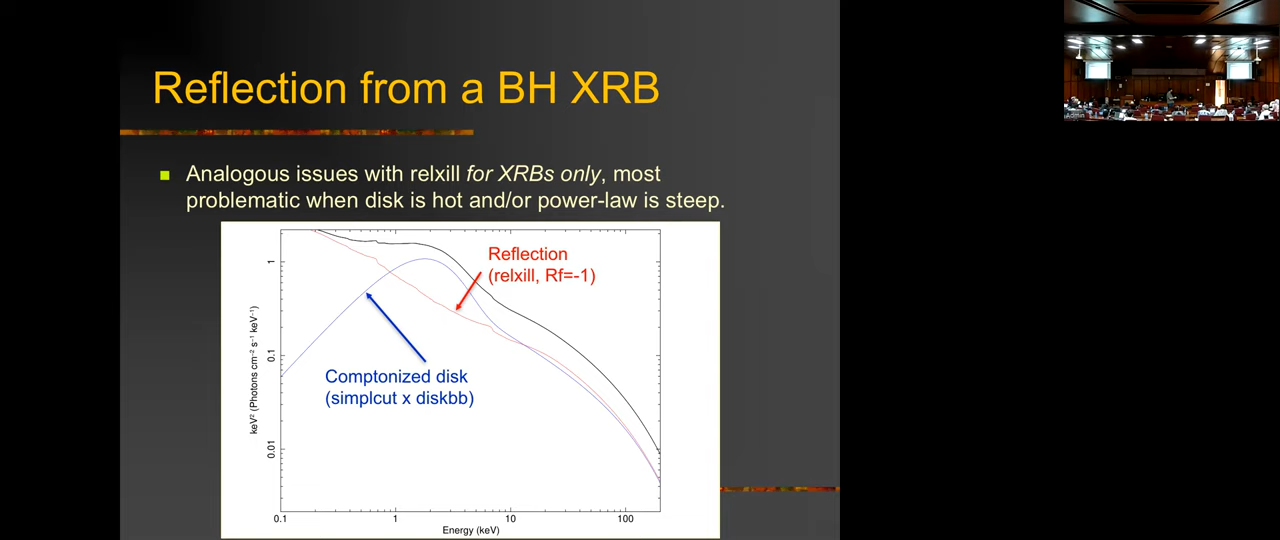 Reflection from a BH XRB
Analogous issues with relxill for XRBs only, most
problematic when disk is hot and/or power-law is steep.
Reflection
(relxill, Rf=-1)
Comptonized disk
(simplcut x diskbb)
keV² (Photons cm⁻² s⁻¹ keV⁻¹)
1
0.1
0.01
0.1
1
10
100
Energy (keV)